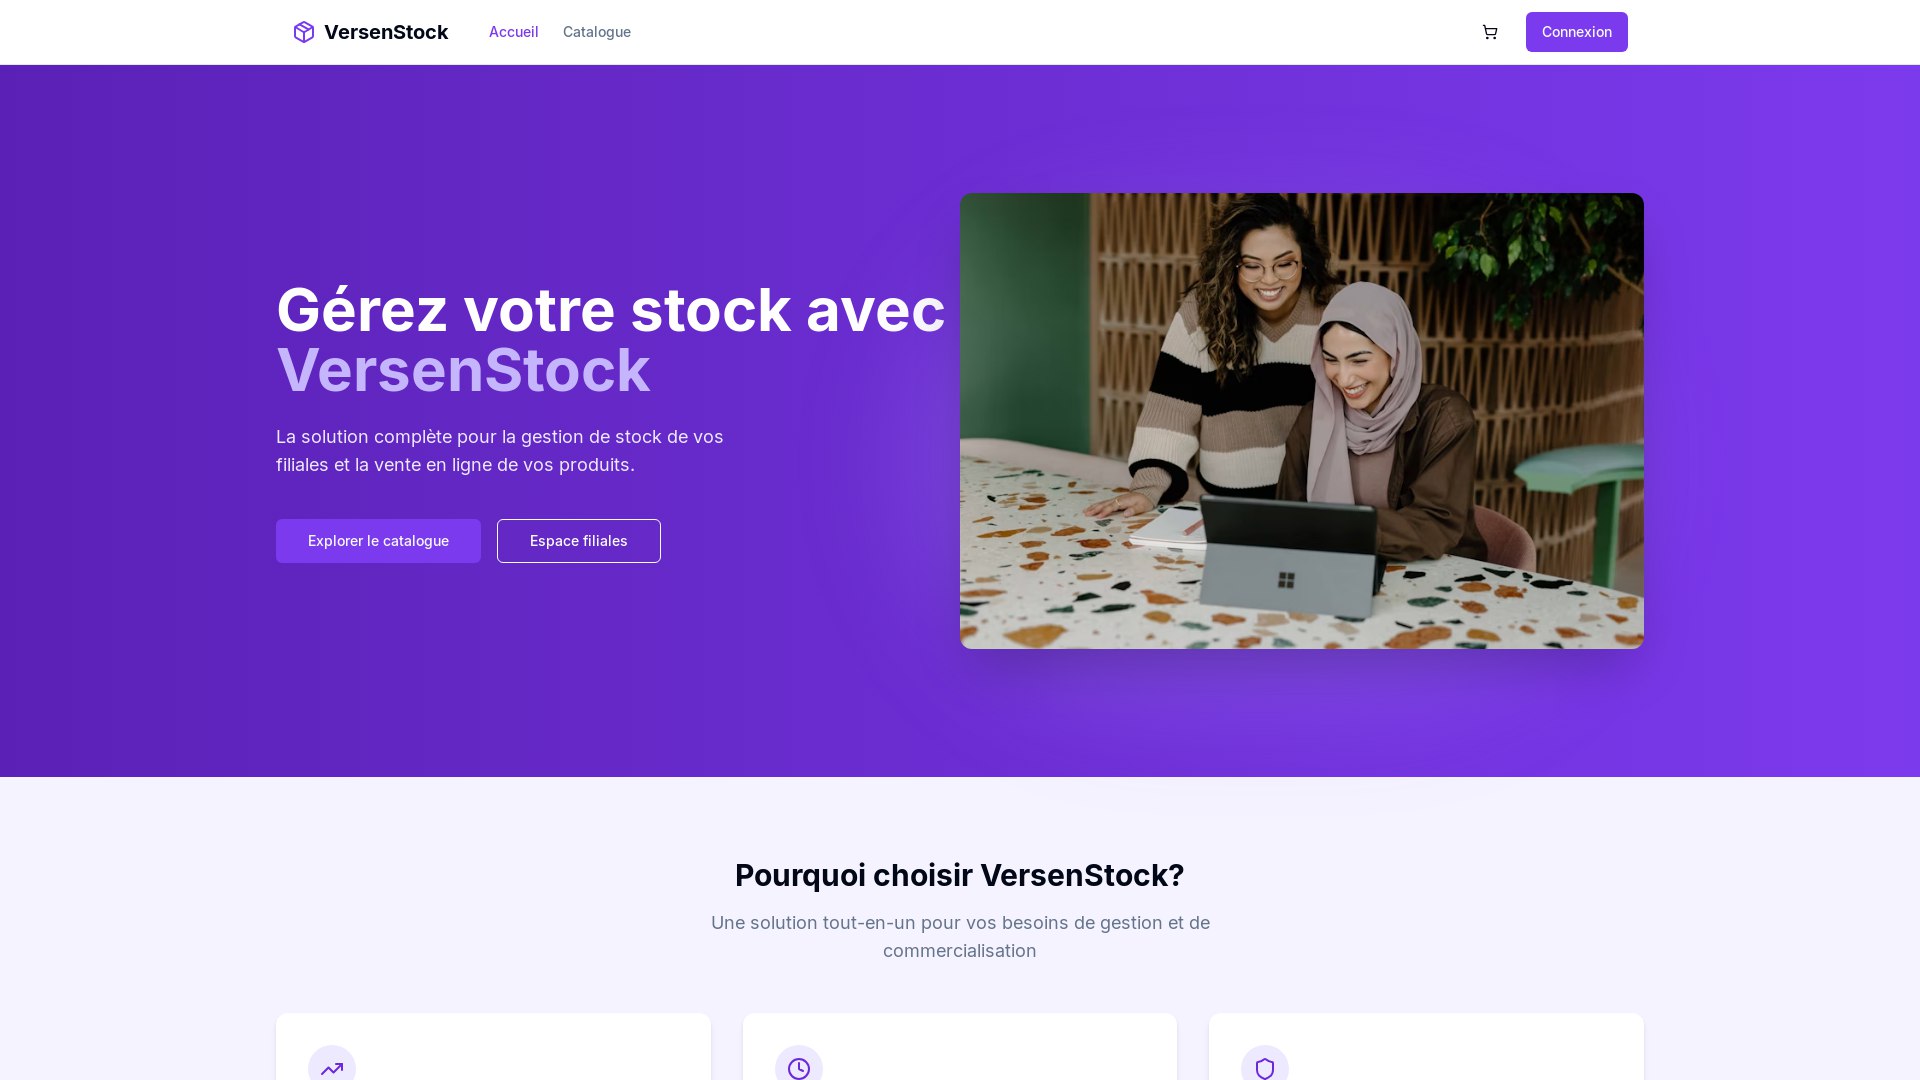 VersenStock
Accueil
Catalogue
Connexion
Gérez votre stock avec
VersenStock
La solution complète pour la gestion de stock de vos
filiales et la vente en ligne de vos produits.
Explorer le catalogue
Espace filiales
Pourquoi choisir VersenStock?
Une solution tout-en-un pour vos besoins de gestion et de
commercialisation